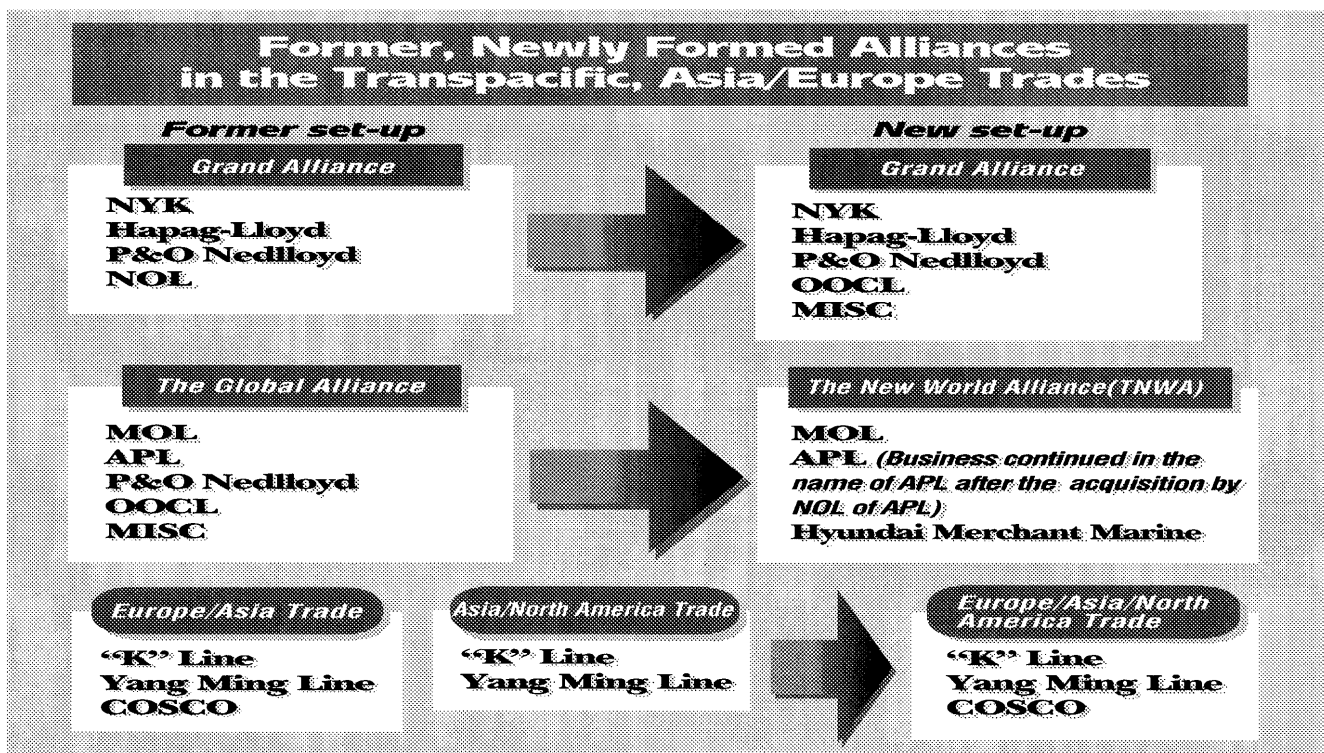 Former, Newly Formed Alliances
in the Transpacific, Asia/Europe Trades
Former set-up
Grand Alliance
NYK
Hapag-Lloyd
P&O Nedlloyd
NOL
New set-up
Grand Alliance
NYK
Hapag-Lloyd
P&O Nedlloyd
OOCL
MISC
The Global Alliance
MOL
APL
P&O Nedlloyd
OOCL
MISC
The New World Alliance(TNWA)
MOL
APL (Business continued in the
name of APL after the acquisition by
NOL of APL)
Hyundai Merchant Marine
Europe/Asia Trade
“K” Line
Yang Ming Line
COSCO
Asia/North America Trade
“K” Line
Yang Ming Line
Europe/Asia/North
America Trade
“K” Line
Yang Ming Line
COSCO